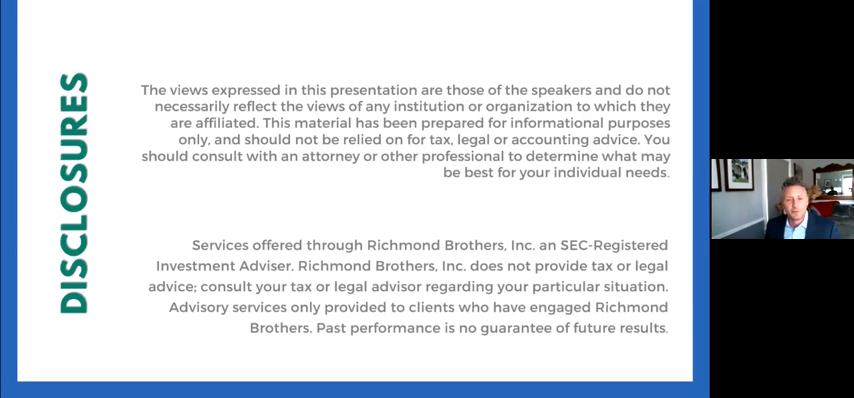 DISCLOSURES
The views expressed in this presentation are those of the speakers and do not
necessarily reflect the views of any institution or organization to which they
are affiliated. This material has been prepared for informational purposes
only, and should not be relied on for tax, legal or accounting advice. You
should consult with an attorney or other professional to determine what may
be best for your individual needs.
Services offered through Richmond Brothers, Inc. an SEC-Registered
Investment Adviser. Richmond Brothers, Inc. does not provide tax or legal
advice; consult your tax or legal advisor regarding your particular situation.
Advisory services only provided to clients who have engaged Richmond
Brothers. Past performance is no guarantee of future results.